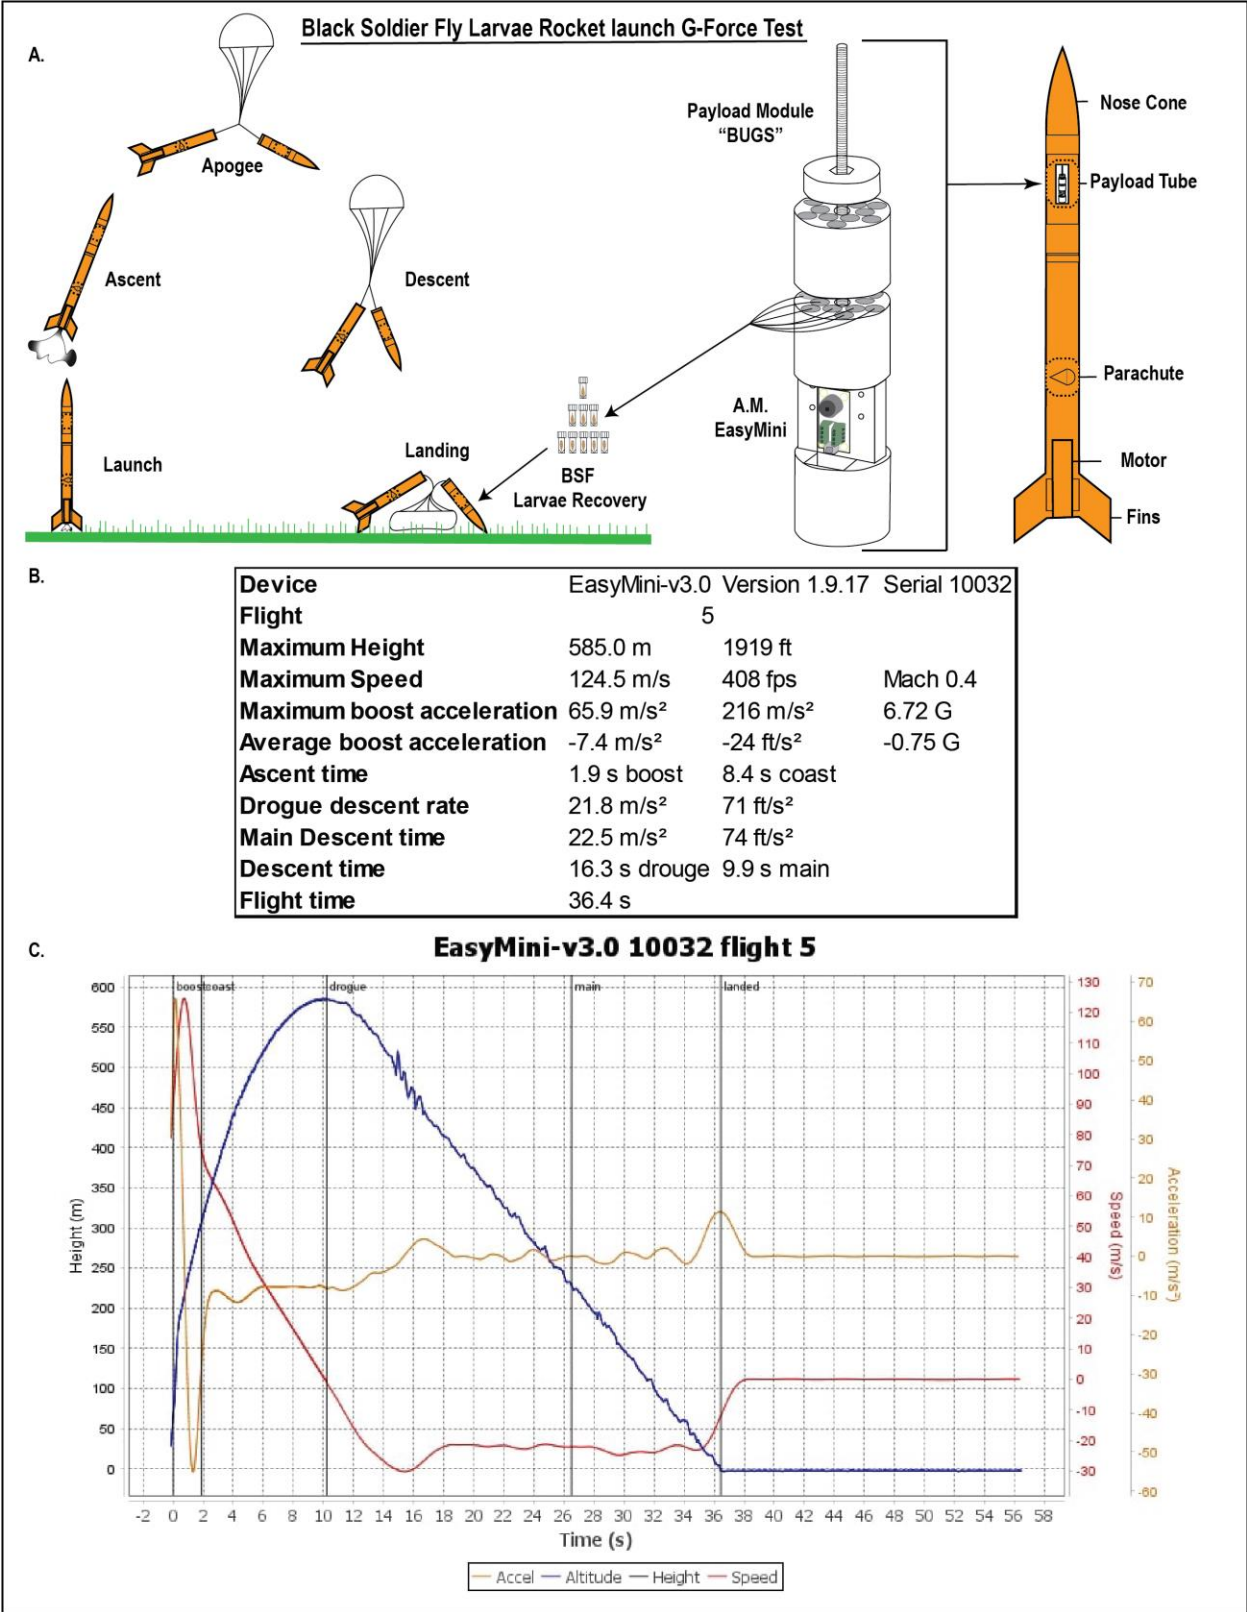 Black Soldier Fly Larvae Rocket launch G-Force Test
A.
Apogee
Ascent
Descent
Launch
Landing
BSF
Larvae Recovery
Payload Module
“BUGS”
A.M.
EasyMini
Nose Cone
Payload Tube
Parachute
Motor
Fins
B.
Device EasyMini-v3.0 Version 1.9.17 Serial 10032
Flight 5
Maximum Height 585.0 m 1919 ft
Maximum Speed 124.5 m/s 408 fps Mach 0.4
Maximum boost acceleration 65.9 m/s² 216 m/s² 6.72 G
Average boost acceleration -7.4 m/s² -24 ft/s² -0.75 G
Ascent time 1.9 s boost 8.4 s coast
Drogue descent rate 21.8 m/s² 71 ft/s²
Main Descent time 22.5 m/s² 74 ft/s²
Descent time 16.3 s drouge 9.9 s main
Flight time 36.4 s
C.
EasyMini-v3.0 10032 flight 5
boost coast drogue main landed
Height (m)
600
550
500
450
400
350
300
250
200
150
100
50
0
130
120
110
100
90
80
70
60
50
40
30
20
10
0
-10
-20
-30
Speed (m/s)
70
60
50
40
30
20
10
0
-10
-20
-30
-40
-50
-60
Acceleration (m/s²)
-2 0 2 4 6 8 10 12 14 16 18 20 22 24 26 28 30 32 34 36 38 40 42 44 46 48 50 52 54 56 58
Time (s)
Accel Altitude Height Speed